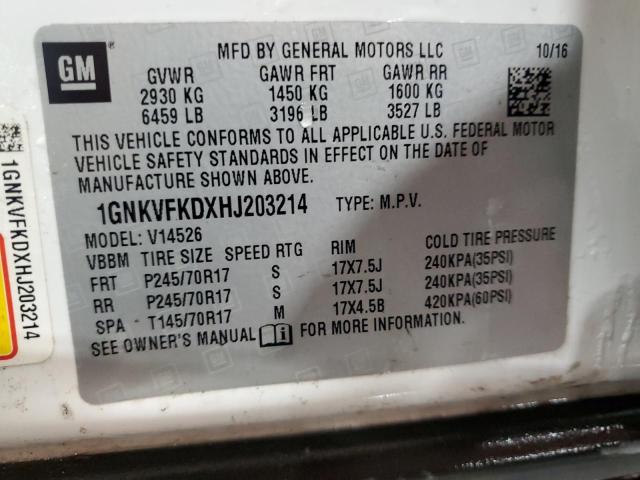 GM
MFD BY GENERAL MOTORS LLC 10/16
GVWR GAWR FRT GAWR RR
2930 KG 1450 KG 1600 KG
6459 LB 3196 LB 3527 LB
THIS VEHICLE CONFORMS TO ALL APPLICABLE U.S. FEDERAL MOTOR
VEHICLE SAFETY STANDARDS IN EFFECT ON THE DATE OF
MANUFACTURE SHOWN ABOVE.
1GNKVFKDXHJ203214 TYPE: M.P.V.
MODEL: V14526
VBBM TIRE SIZE SPEED RTG RIM COLD TIRE PRESSURE
FRT P245/70R17 S 17X7.5J 240KPA(35PSI)
RR P245/70R17 S 17X7.5J 240KPA(35PSI)
SPA T145/70R17 M 17X4.5B 420KPA(60PSI)
SEE OWNER'S MANUAL i FOR MORE INFORMATION.
1GNKVFKDXHJ203214